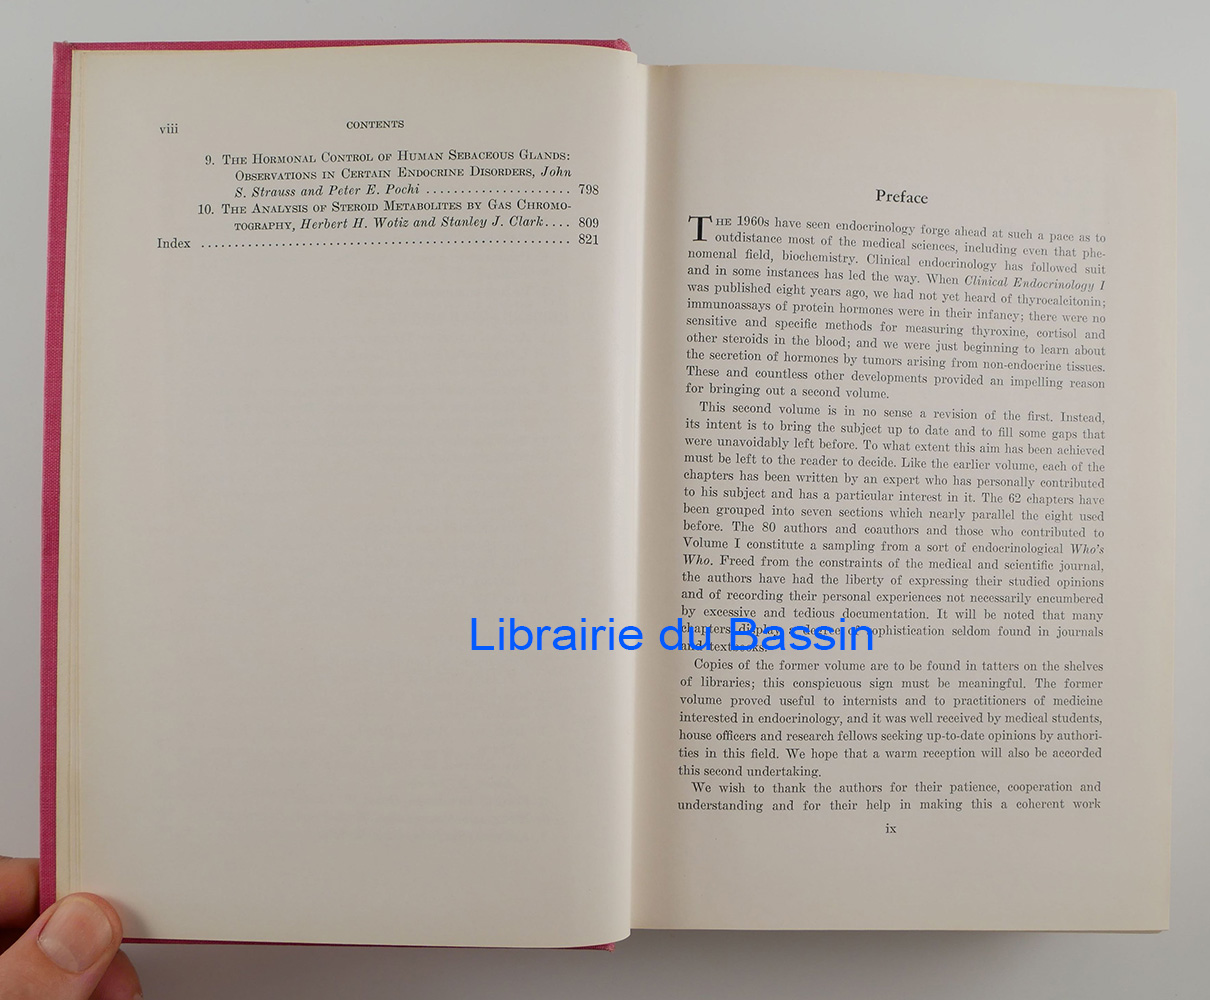 viii
CONTENTS
9. The Hormonal Control of Human Sebaceous Glands:
Observations in Certain Endocrine Disorders, John
S. Strauss and Peter E. Pochi ...................... 798
10. The Analysis of Steroid Metabolites by Gas Chromo-
tography, Herbert H. Wotiz and Stanley J. Clark.... 809
Index ........................................................ 821
Preface
The 1960s have seen endocrinology forge ahead at such a pace as to
outdistance most of the medical sciences, including even that phe-
nomenal field, biochemistry. Clinical endocrinology has followed suit
and in some instances has led the way. When Clinical Endocrinology I
was published eight years ago, we had not yet heard of thyrocalcitonin;
immunoassays of protein hormones were in their infancy; there were no
sensitive and specific methods for measuring thyroxine, cortisol and
other steroids in the blood; and we were just beginning to learn about
the secretion of hormones by tumors arising from non-endocrine tissues.
These and countless other developments provided an impelling reason
for bringing out a second volume.
This second volume is in no sense a revision of the first. Instead,
its intent is to bring the subject up to date and to fill some gaps that
were unavoidably left before. To what extent this aim has been achieved
must be left to the reader to decide. Like the earlier volume, each of the
chapters has been written by an expert who has personally contributed
to his subject and has a particular interest in it. The 62 chapters have
been grouped into seven sections which nearly parallel the eight used
before. The 80 authors and coauthors and those who contributed to
Volume I constitute a sampling from a sort of endocrinological Who's
Who. Freed from the constraints of the medical and scientific journal,
the authors have had the liberty of expressing their studied opinions
and of recording their personal experiences not necessarily encumbered
by excessive and tedious documentation. It will be noted that many
chapters display a degree of sophistication seldom found in journals
and textbooks.
Librairie du Bassin
Copies of the former volume are to be found in tatters on the shelves
of libraries; this conspicuous sign must be meaningful. The former
volume proved useful to internists and to practitioners of medicine
interested in endocrinology, and it was well received by medical students,
house officers and research fellows seeking up-to-date opinions by authori-
ties in this field. We hope that a warm reception will also be accorded
this second undertaking.
We wish to thank the authors for their patience, cooperation and
understanding and for their help in making this a coherent work
ix